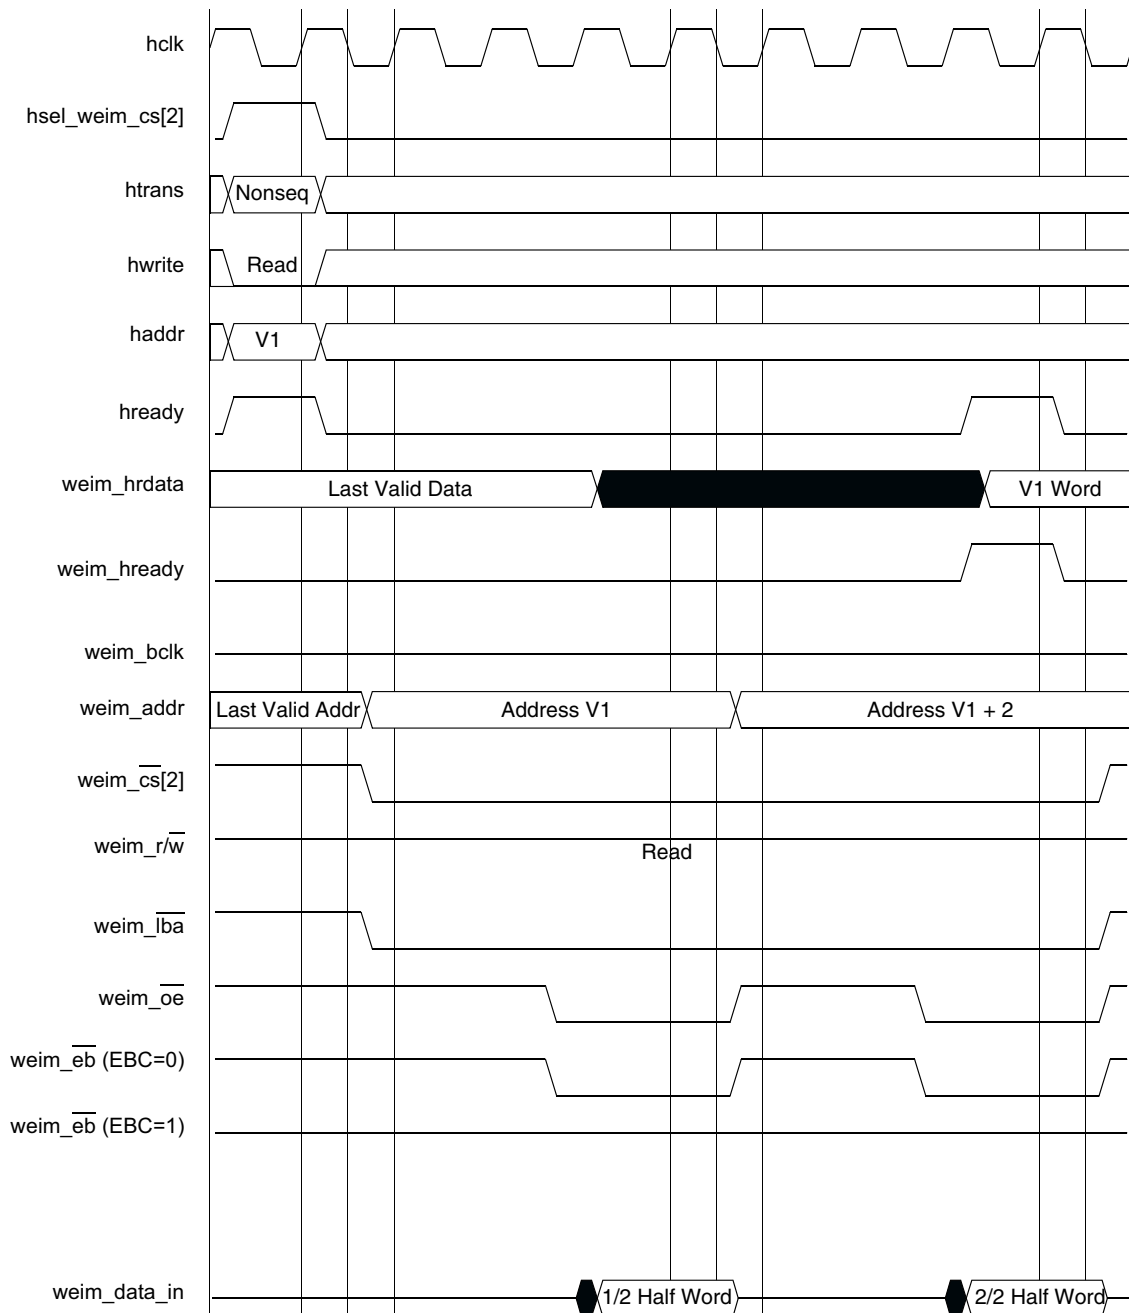 hclk
hsel_weim_cs[2]
htrans Nonseq
hwrite Read
haddr V1
hready
weim_hrdata Last Valid Data V1 Word
weim_hready
weim_bclk
weim_addr Last Valid Addr Address V1 Address V1 + 2
weim_cs[2]
weim_r/w Read
weim_lba
weim_oe
weim_eb (EBC=0)
weim_eb (EBC=1)
weim_data_in 1/2 Half Word 2/2 Half Word